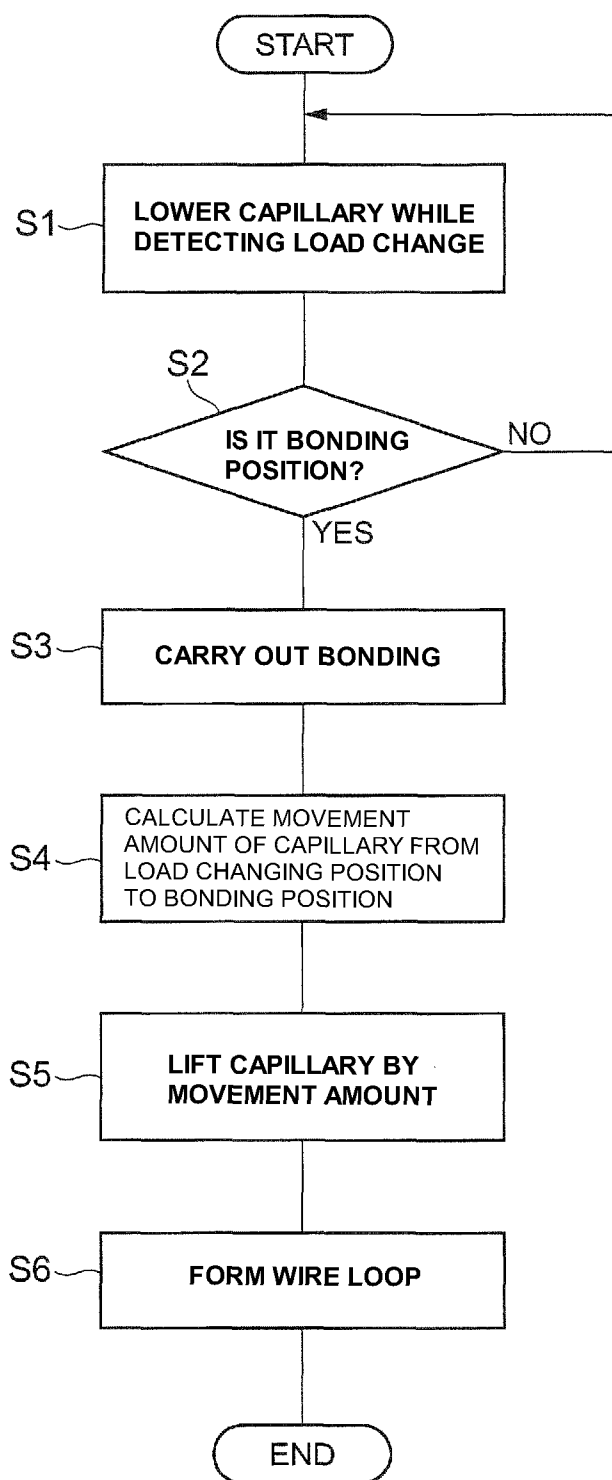 START
S1
LOWER CAPILLARY WHILE
DETECTING LOAD CHANGE
S2
IS IT BONDING
POSITION?
NO
YES
S3
CARRY OUT BONDING
S4
CALCULATE MOVEMENT
AMOUNT OF CAPILLARY FROM
LOAD CHANGING POSITION
TO BONDING POSITION
S5
LIFT CAPILLARY BY
MOVEMENT AMOUNT
S6
FORM WIRE LOOP
END